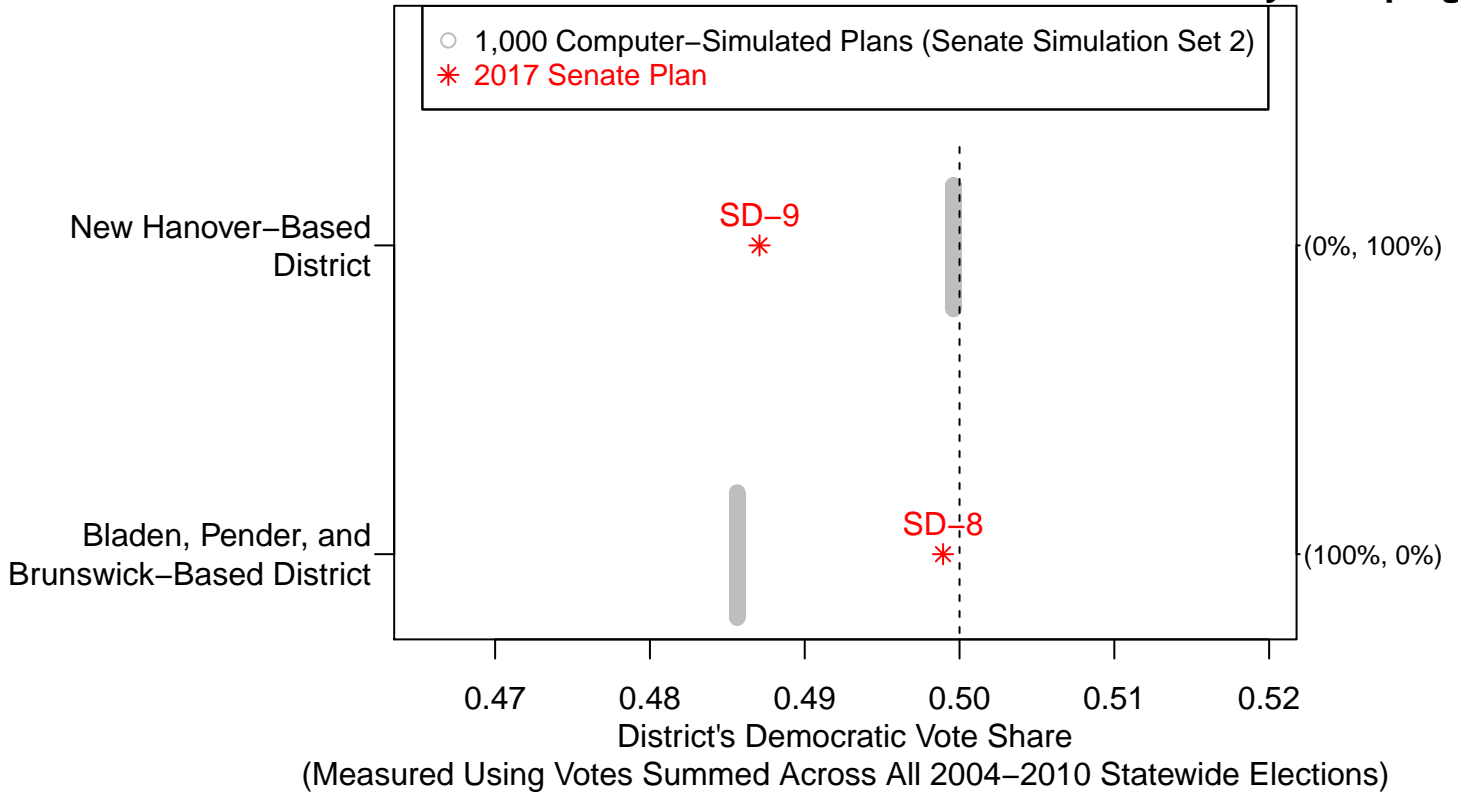 1,000 Computer−Simulated Plans (Senate Simulation Set 2)
2017 Senate Plan
New Hanover−Based
District
SD−9
(0%, 100%)
Bladen, Pender, and
Brunswick−Based District
SD−8
(100%, 0%)
0.47 0.48 0.49 0.50 0.51 0.52
District's Democratic Vote Share
(Measured Using Votes Summed Across All 2004−2010 Statewide Elections)